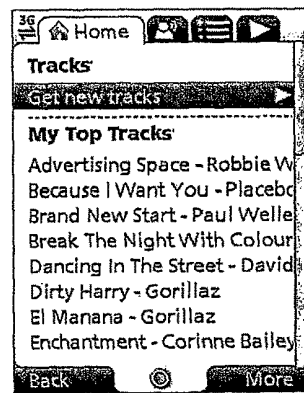 3G Home
Tracks
Get new tracks
My Top Tracks
Advertising Space - Robbie W
Because I Want You - Placebo
Brand New Start - Paul Welle
Break The Night With Colour
Dancing In The Street - David
Dirty Harry - Gorillaz
El Manana - Gorillaz
Enchantment - Corinne Bailey
Back More